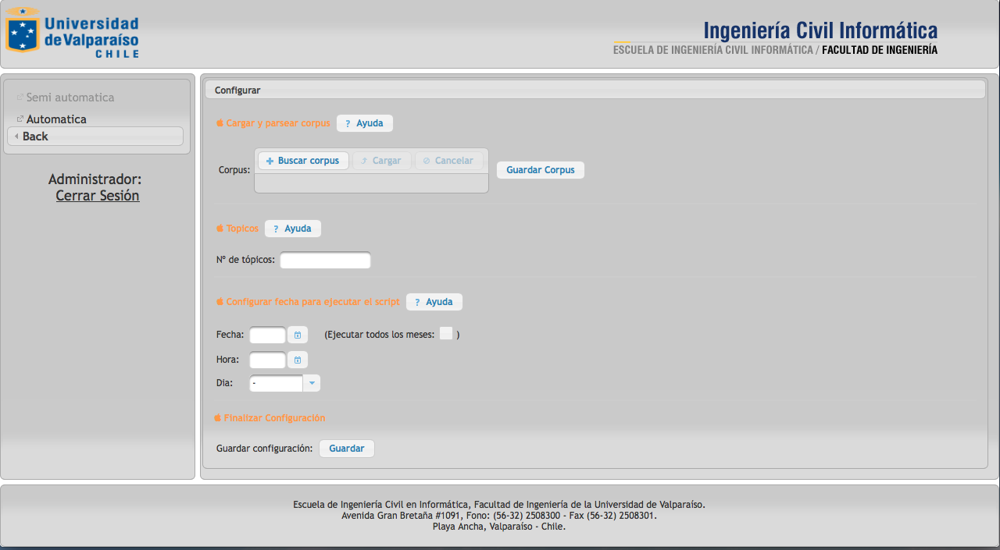 Universidad
de Valparaíso
CHILE
Ingeniería Civil Informática
ESCUELA DE INGENIERÍA CIVIL INFORMÁTICA / FACULTAD DE INGENIERÍA
Semi automatica
Automatica
Back
Administrador:
Cerrar Sesión
Configurar
Cargar y parsear corpus ? Ayuda
Corpus: Buscar corpus Cargar Cancelar Guardar Corpus
Topicos ? Ayuda
Nº de tópicos:
Configurar fecha para ejecutar el script ? Ayuda
Fecha: (Ejecutar todos los meses: )
Hora:
Dia: -
Finalizar Configuración
Guardar configuración: Guardar
Escuela de Ingeniería Civil en Informática, Facultad de Ingeniería de la Universidad de Valparaíso.
Avenida Gran Bretaña #1091, Fono: (56-32) 2508300 - Fax (56-32) 2508301.
Playa Ancha, Valparaíso - Chile.